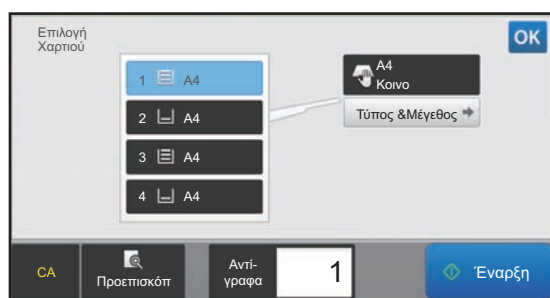 Επιλογή
Χαρτιού
OK
1 A4
2 A4
3 A4
4 A4
A4
Κοινο
Τύπος &Μέγεθος
CA
Προεπισκόπ
Αντί-
γραφα
1
Έναρξη